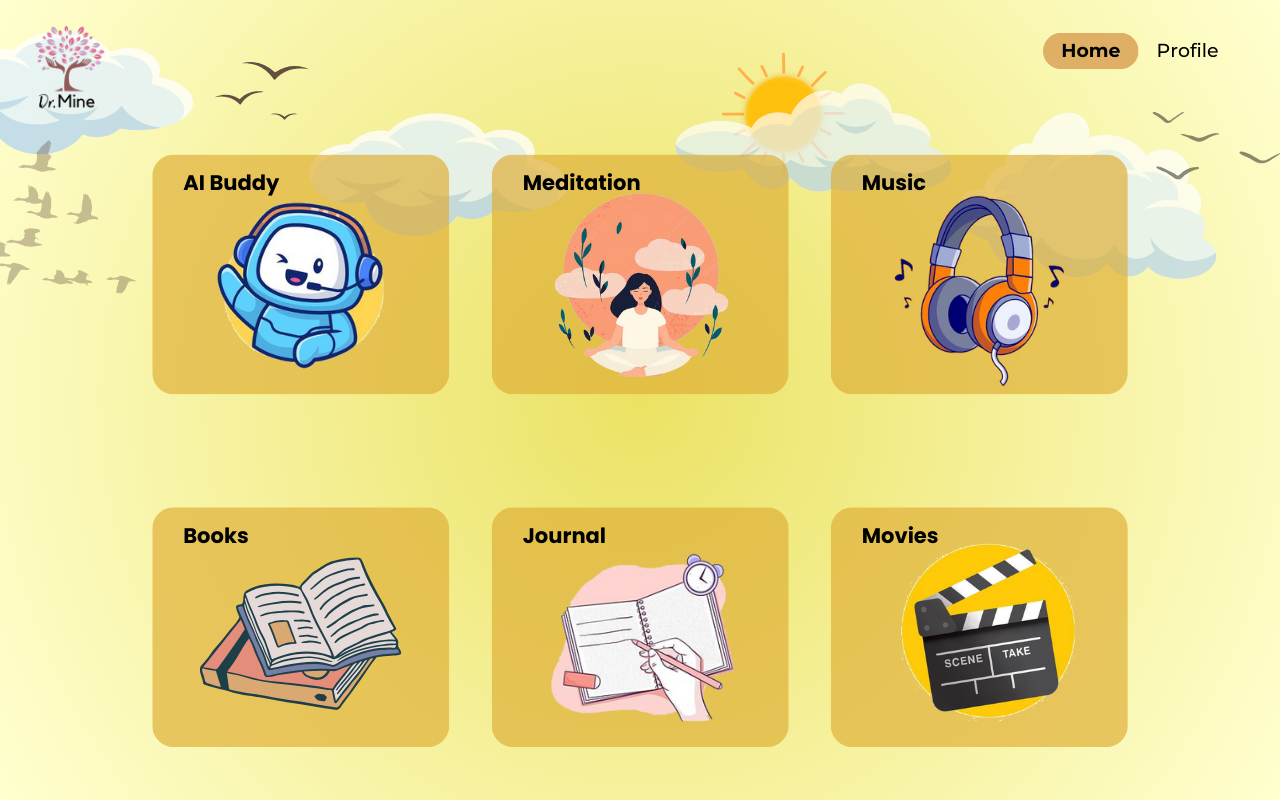 Dr.Mine
Home
Profile
AI Buddy
Meditation
Music
Books
Journal
Movies
SCENE
TAKE